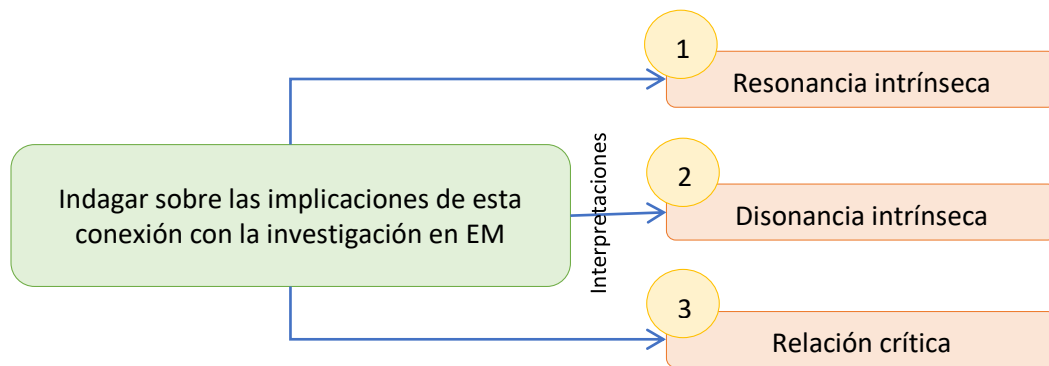 1
Resonancia intrínseca
Indagar sobre las implicaciones de esta
conexión con la investigación en EM
Interpretaciones
2
Disonancia intrínseca
3
Relación crítica